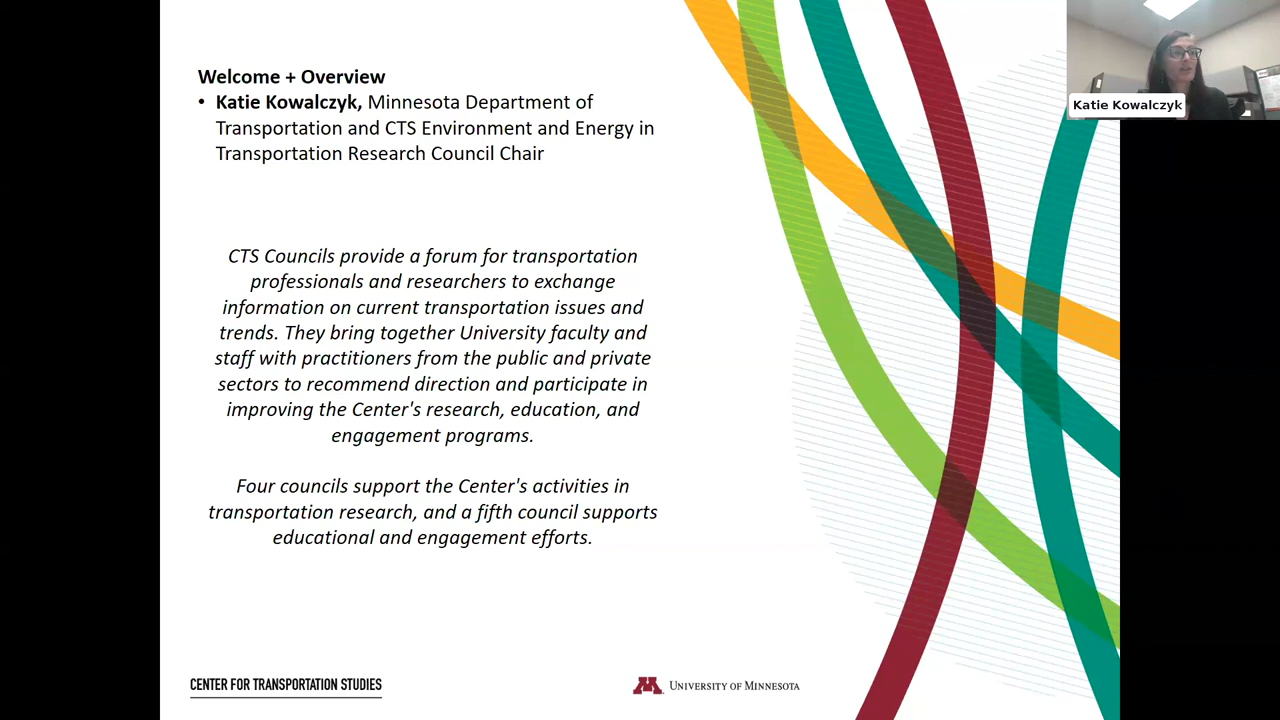 Welcome + Overview
• Katie Kowalczyk, Minnesota Department of
Transportation and CTS Environment and Energy in
Transportation Research Council Chair
CTS Councils provide a forum for transportation
professionals and researchers to exchange
information on current transportation issues and
trends. They bring together University faculty and
staff with practitioners from the public and private
sectors to recommend direction and participate in
improving the Center's research, education, and
engagement programs.
Four councils support the Center's activities in
transportation research, and a fifth council supports
educational and engagement efforts.
CENTER FOR TRANSPORTATION STUDIES
M UNIVERSITY OF MINNESOTA
Katie Kowalczyk